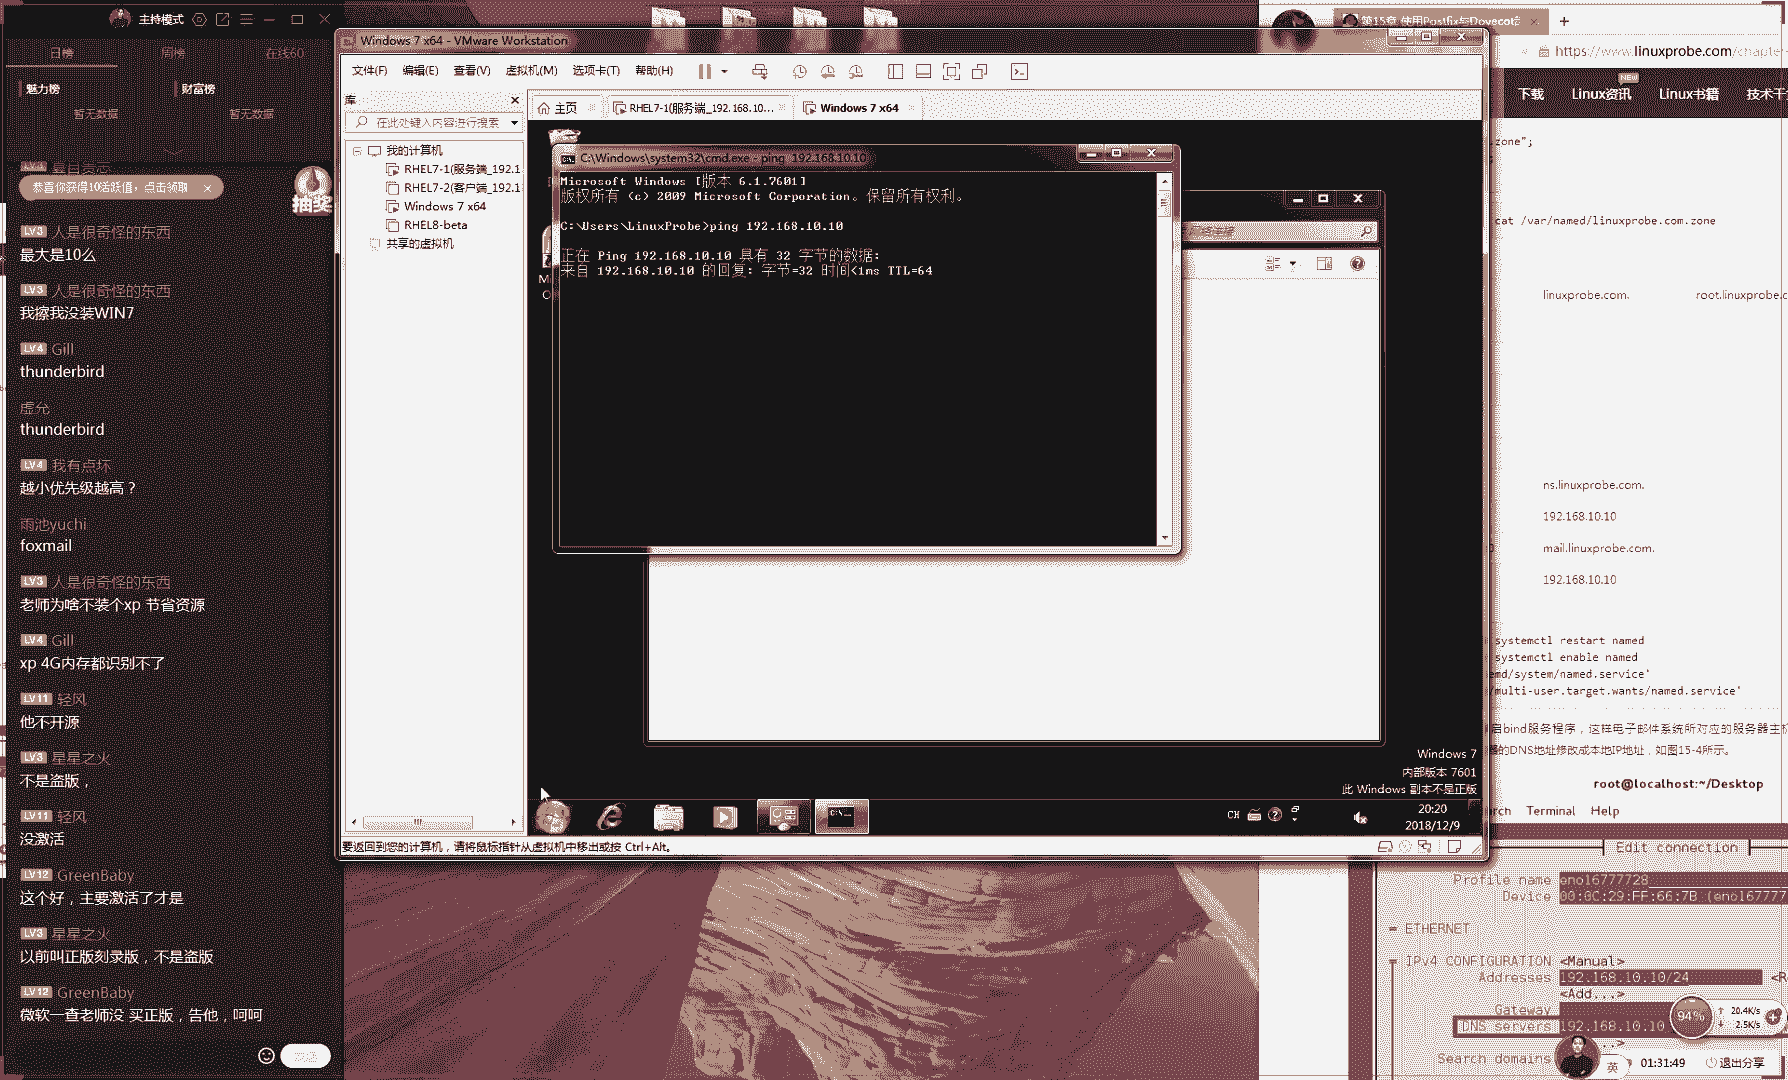 主持模式
日榜
周榜
在线60
魅力榜
财富榜
暂无数据
暂无数据
恭喜你获得10活跃值，点击领取
抽奖
LV3 人是很奇怪的东西
最大是10么
LV3 人是很奇怪的东西
我擦我没装WIN7
LV4 Gill
thunderbird
虚允
thunderbird
LV4 我有点坏
越小优先级越高？
雨池yuchi
foxmail
LV3 人是很奇怪的东西
老师为啥不装个xp 节省资源
LV4 Gill
xp 4G内存都识别不了
LV11 轻风
他不开源
LV3 星星之火
不是盗版，
LV11 轻风
没激活
LV12 GreenBaby
这个好，主要激活了才是
LV3 星星之火
以前叫正版刻录版，不是盗版
LV12 GreenBaby
微软一查老师没 买正版，告他，呵呵
Windows 7 x64 - VMware Workstation
文件(F) 编辑(E) 查看(V) 虚拟机(M) 选项卡(T) 帮助(H)
库
在此处键入内容进行搜索
我的计算机
RHEL7-1(服务端_192.1
RHEL7-2(客户端_192.1
Windows 7 x64
RHEL8-beta
共享的虚拟机
主页
RHEL7-1(服务端_192.168.10...
Windows 7 x64
C:\Windows\system32\cmd.exe - ping 192.168.10.10
Microsoft Windows [版本 6.1.7601]
版权所有 (c) 2009 Microsoft Corporation。保留所有权利。
C:\Users\LinuxProbe>ping 192.168.10.10
正在 Ping 192.168.10.10 具有 32 字节的数据:
来自 192.168.10.10 的回复: 字节=32 时间<1ms TTL=64
Windows 7
内部版本 7601
此 Windows 副本不是正版
CH
20:20
2018/12/9
要返回到您的计算机，请将鼠标指针从虚拟机中移出或按 Ctrl+Alt。
第15章 使用Postfix与Dovecot
https://www.linuxprobe.com/chapter
NEW
下载 Linux资讯 Linux书籍 技术干
.zone";
cat /var/named/linuxprobe.com.zone
linuxprobe.com. root.linuxprobe.c
ns.linuxprobe.com.
192.168.10.10
mail.linuxprobe.com.
192.168.10.10
systemctl restart named
systemctl enable named
md/system/named.service'
/multi-user.target.wants/named.service'
bind服务程序，这样电子邮件系统所对应的服务器主
的DNS地址修改成本地IP地址，如图15-4所示。
root@localhost:~/Desktop
Terminal Help
Edit connection
Profile name eno16777728
Device 00:0C:29:FF:66:7B (eno16777
ETHERNET
IPv4 CONFIGURATION <Manual>
Addresses 192.168.10.10/24 <R
<Add...>
Gateway
DNS servers 192.168.10.10
Search domains
94%
20.4K/s
2.5K/s
英
01:31:49
退出分享